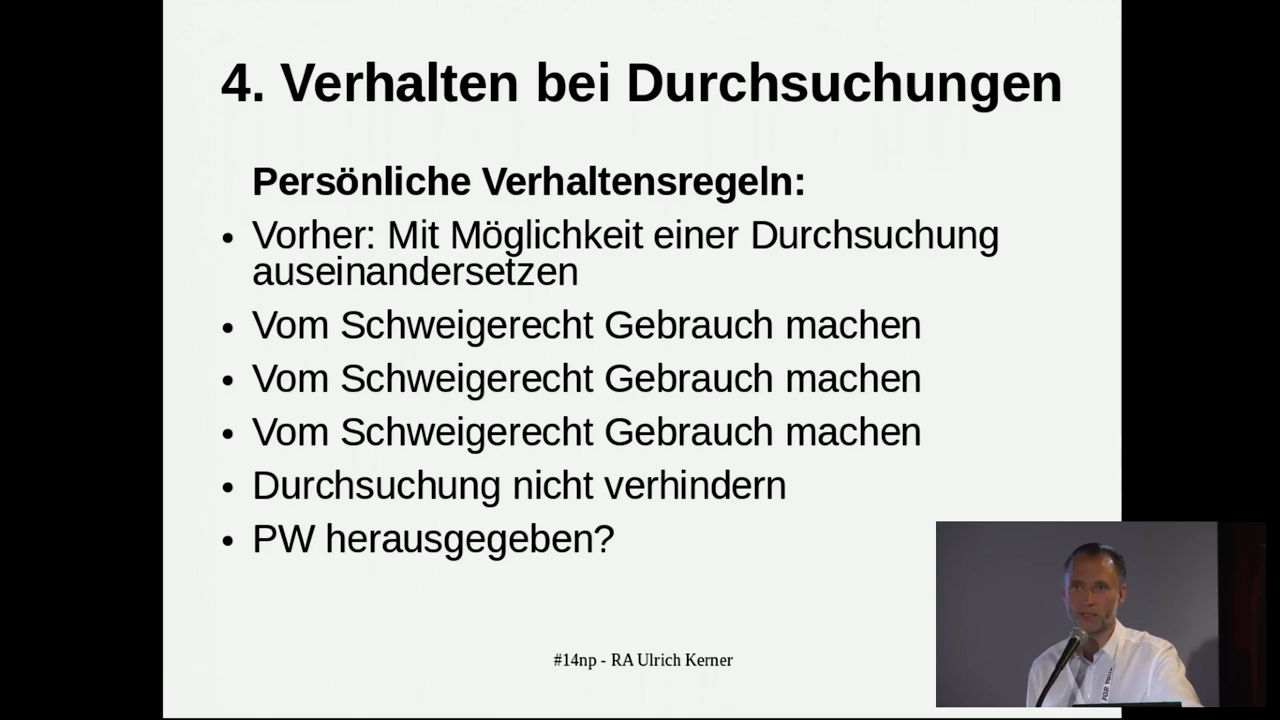 4. Verhalten bei Durchsuchungen
Persönliche Verhaltensregeln:
• Vorher: Mit Möglichkeit einer Durchsuchung
auseinandersetzen
• Vom Schweigerecht Gebrauch machen
• Vom Schweigerecht Gebrauch machen
• Vom Schweigerecht Gebrauch machen
• Durchsuchung nicht verhindern
• PW herausgegeben?
#14np - RA Ulrich Kerner